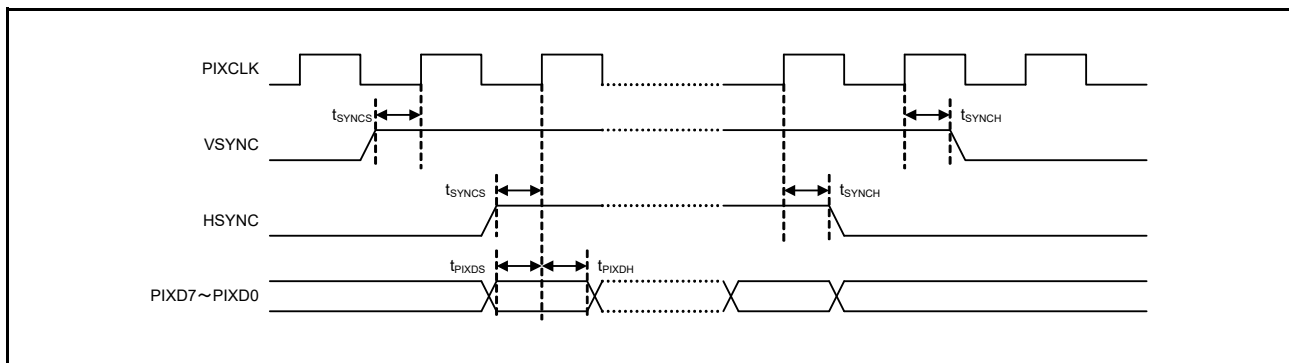 PIXCLK
tSYNCS
tSYNCH
VSYNC
tSYNCS
tSYNCH
HSYNC
tPIXDS
tPIXDH
PIXD7～PIXD0